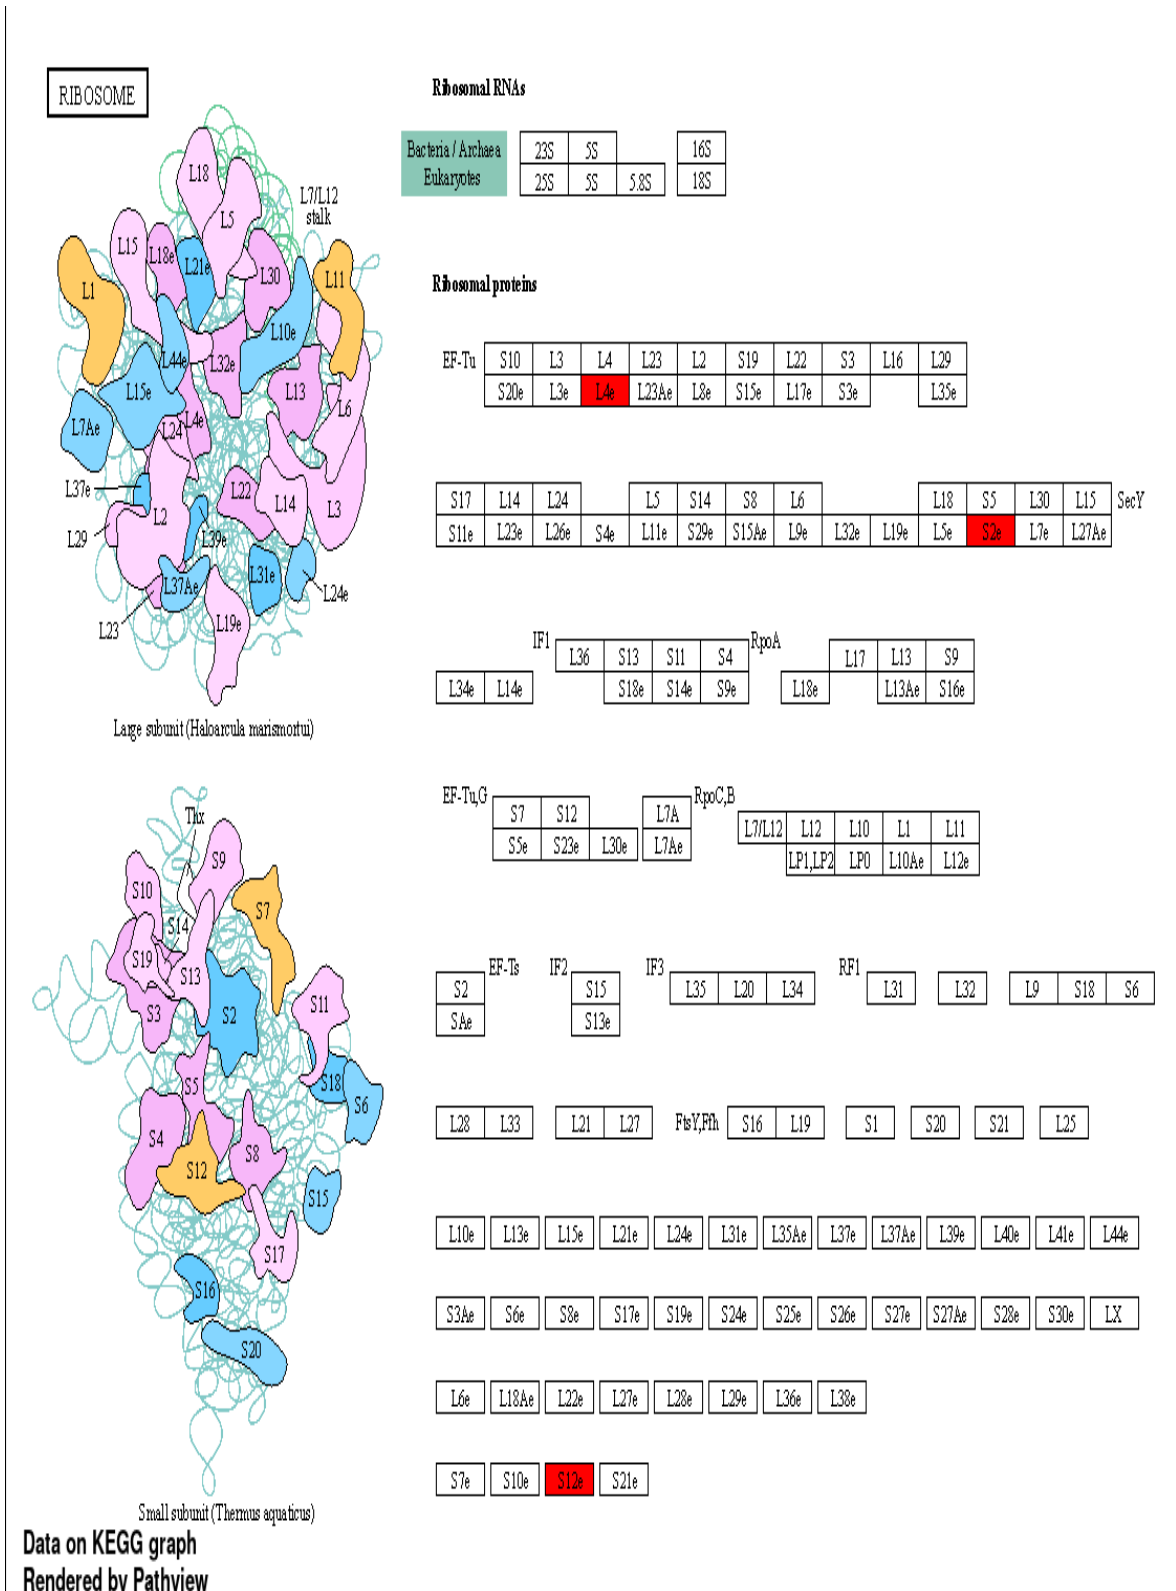 RIBOSOME
Ribosomal RNAs
Bacteria / Archaea 23S 5S 16S
Eukaryotes 25S 5S 5.8S 18S
Ribosomal proteins
EF-Tu S10 L3 L4 L23 L2 S19 L22 S3 L16 L29
S20e L3e L4e L23Ae L8e S15e L17e S3e L35e
S17 L14 L24 L5 S14 S8 L6 L18 S5 L30 L15 SecY
S11e L23e L26e S4e L11e S29e S15Ae L9e L32e L19e L5e S2e L7e L27Ae
IF1 L36 S13 S11 S4 RpoA L17 L13 S9
L34e L14e S18e S14e S9e L18e L13Ae S16e
EF-Tu,G S7 S12 L7A RpoC,B L7/L12 L12 L10 L1 L11
S5e S23e L30e L7Ae LP1,LP2 LP0 L10Ae L12e
S2 EF-Ts IF2 S15 IF3 L35 L20 L34 RF1 L31 L32 L9 S18 S6
SAe S13e
L28 L33 L21 L27 FtsY,Ffh S16 L19 S1 S20 S21 L25
L10e L13e L15e L21e L24e L31e L35Ae L37e L37Ae L39e L40e L41e L44e
S3Ae S6e S8e S17e S19e S24e S25e S26e S27e S27Ae S28e S30e LX
L6e L18Ae L22e L27e L28e L29e L36e L38e
S7e S10e S12e S21e
L18
L5
L7/L12
stalk
L15
L18e
L21e
L30
L11
L1
L10e
L44e
L32e
L15e
L13
L6
L7Ae
L24
L4e
L37e
L22
L14
L3
L2
L29
L39e
L37Ae
L31e
L24e
L23
L19e
Large subunit (Haloarcula marismortui)
Thx
S9
S10
S7
S14
S19
S13
S3
S2
S11
S5
S18
S6
S4
S8
S12
S15
S17
S16
S20
Small subunit (Thermus aquaticus)
Data on KEGG graph
Rendered by Pathview